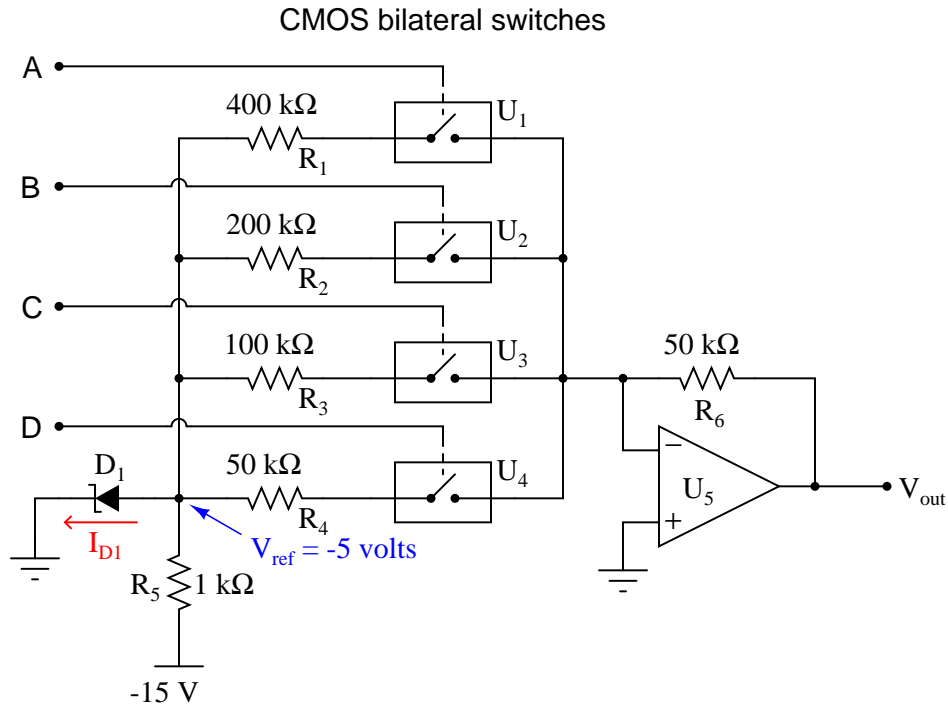 CMOS bilateral switches
A
400 kΩ
U1
R1
B
200 kΩ
U2
R2
C
100 kΩ
U3
R3
50 kΩ
R6
D
D1
50 kΩ
U4
R4
−
U5
+
Vout
ID1
Vref = -5 volts
R5 1 kΩ
-15 V